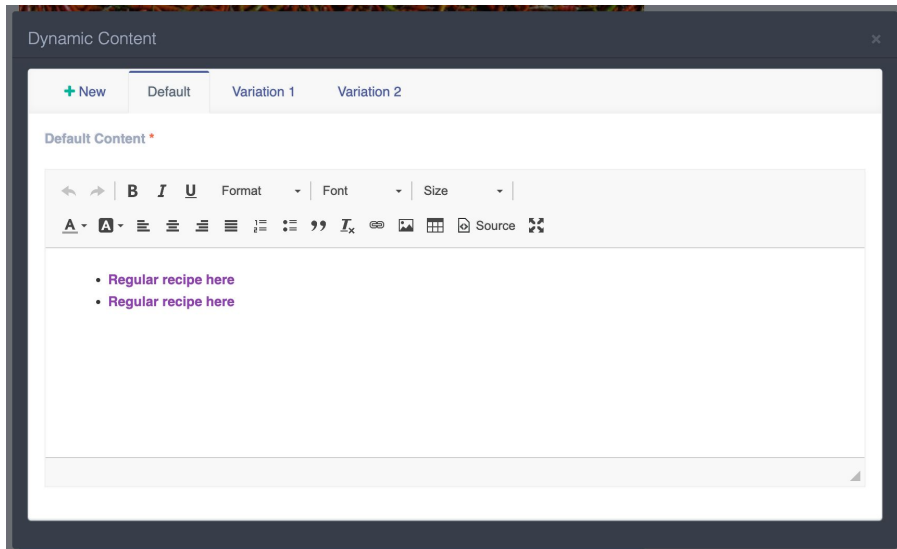 Dynamic Content ×
+ New Default Variation 1 Variation 2
Default Content *
B I U Format Font Size
A A Source
• Regular recipe here
• Regular recipe here